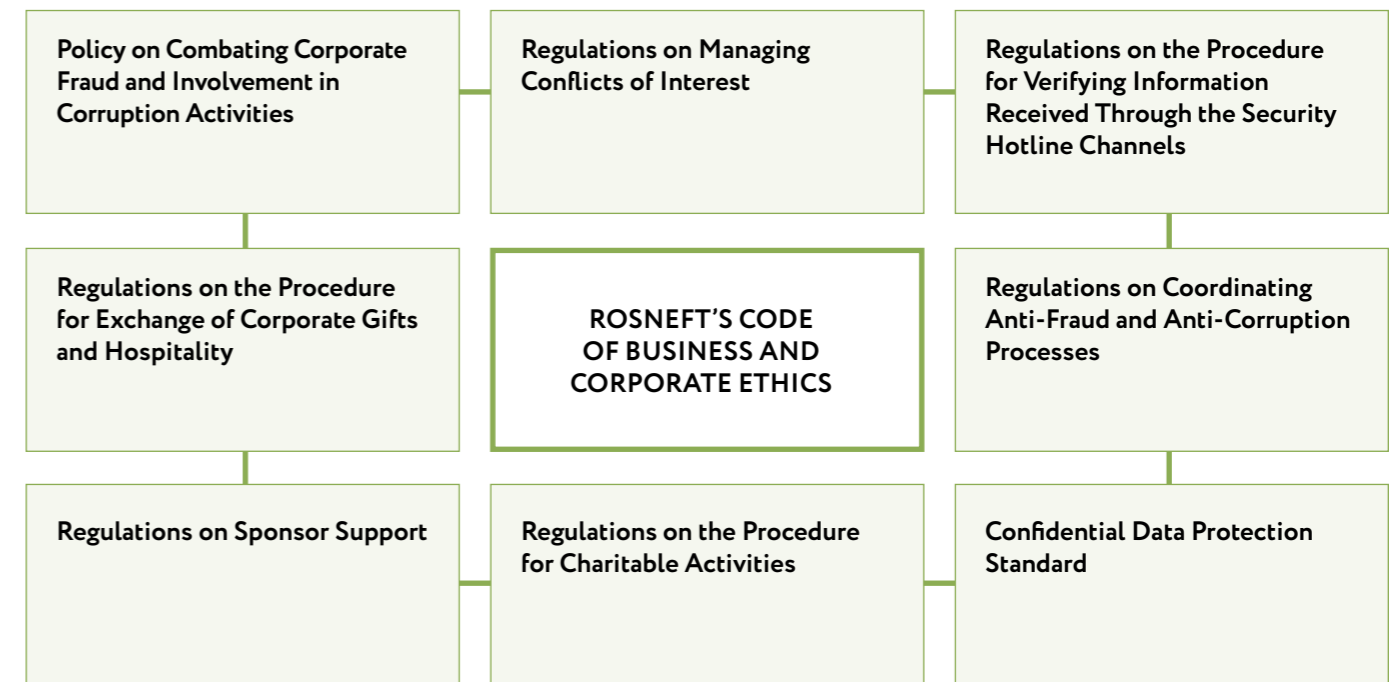 Policy on Combating Corporate
Fraud and Involvement in
Corruption Activities
Regulations on Managing
Conflicts of Interest
Regulations on the Procedure
for Verifying Information
Received Through the Security
Hotline Channels
Regulations on the Procedure
for Exchange of Corporate Gifts
and Hospitality
ROSNEFT’S CODE
OF BUSINESS AND
CORPORATE ETHICS
Regulations on Coordinating
Anti-Fraud and Anti-Corruption
Processes
Regulations on Sponsor Support
Regulations on the Procedure
for Charitable Activities
Confidential Data Protection
Standard